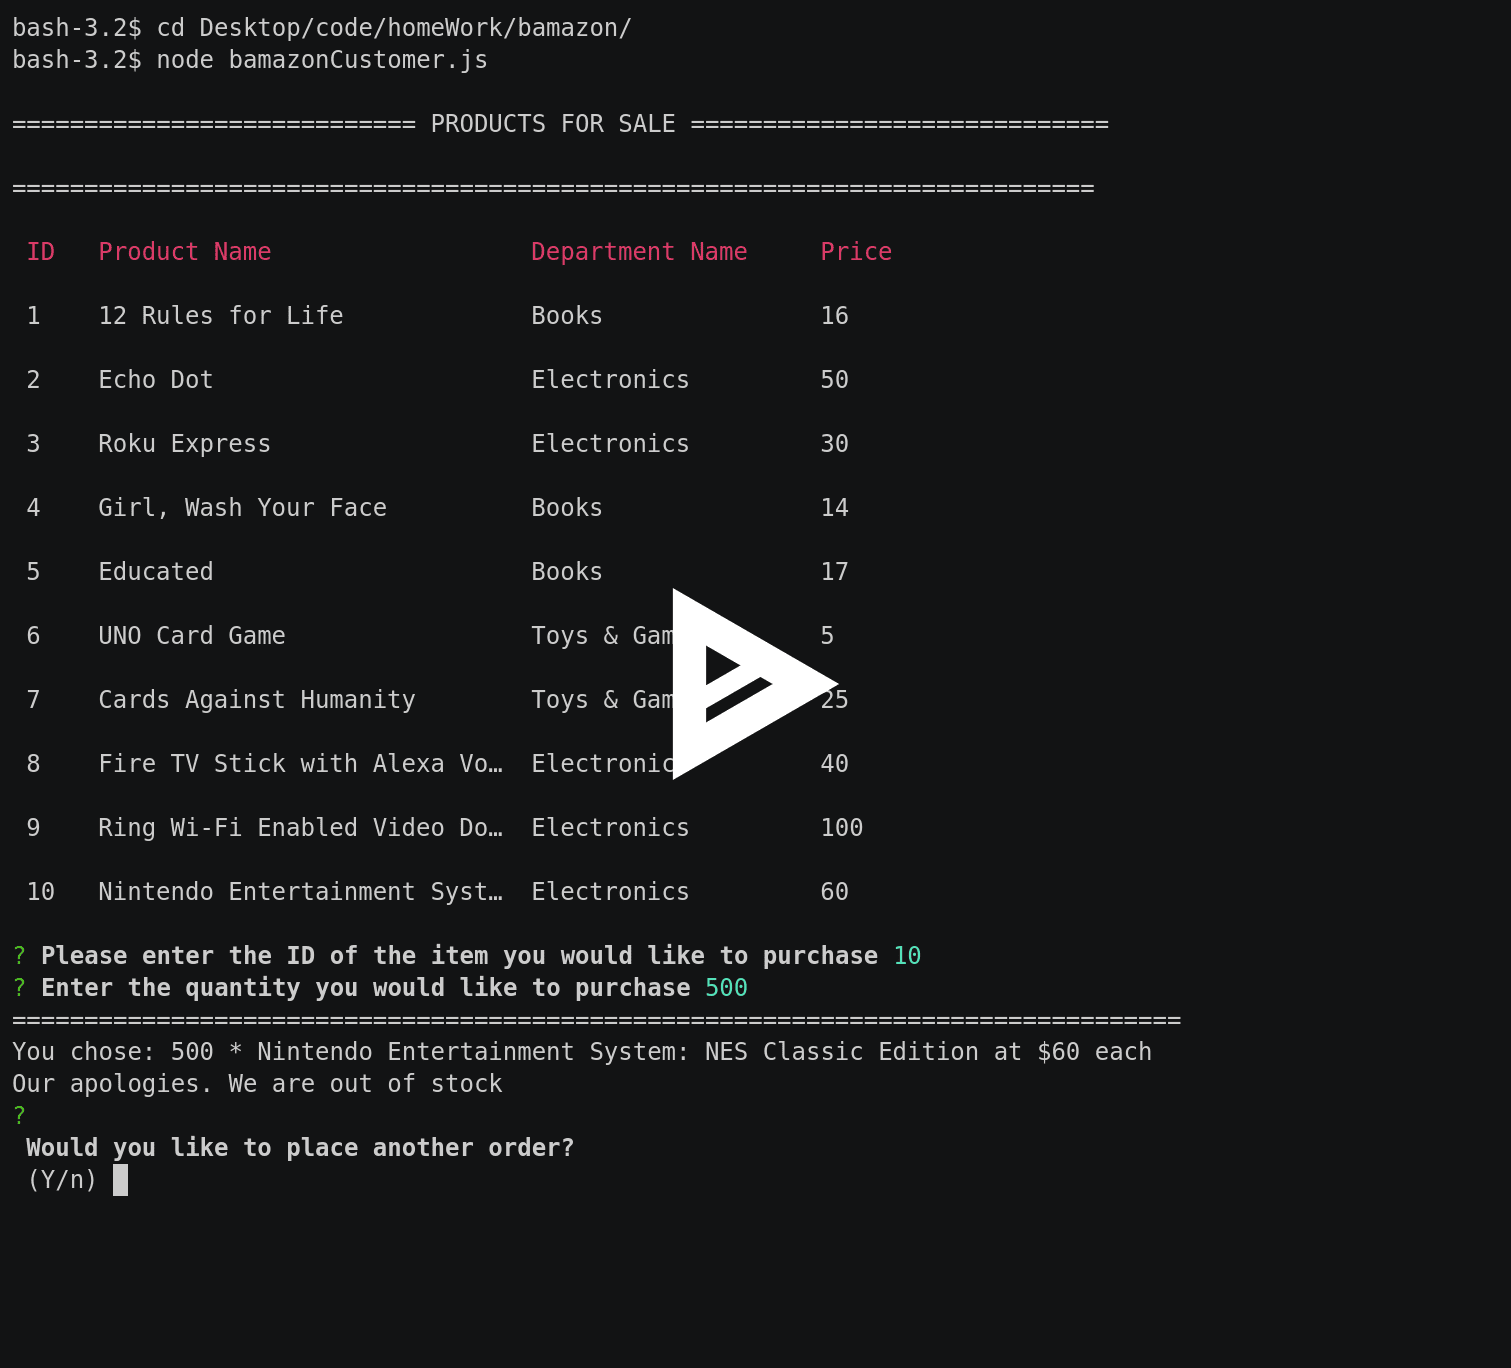 bash-3.2$ cd Desktop/code/homeWork/bamazon/
bash-3.2$ node bamazonCustomer.js
============================ PRODUCTS FOR SALE =============================
===========================================================================
ID Product Name Department Name Price
1 12 Rules for Life Books 16
2 Echo Dot Electronics 50
3 Roku Express Electronics 30
4 Girl, Wash Your Face Books 14
5 Educated Books 17
6 UNO Card Game Toys & Gam 5
7 Cards Against Humanity Toys & Gam 25
8 Fire TV Stick with Alexa Vo… Electronic 40
9 Ring Wi-Fi Enabled Video Do… Electronics 100
10 Nintendo Entertainment Syst… Electronics 60
? Please enter the ID of the item you would like to purchase 10
? Enter the quantity you would like to purchase 500
=================================================================================
You chose: 500 * Nintendo Entertainment System: NES Classic Edition at $60 each
Our apologies. We are out of stock
?
Would you like to place another order?
(Y/n)